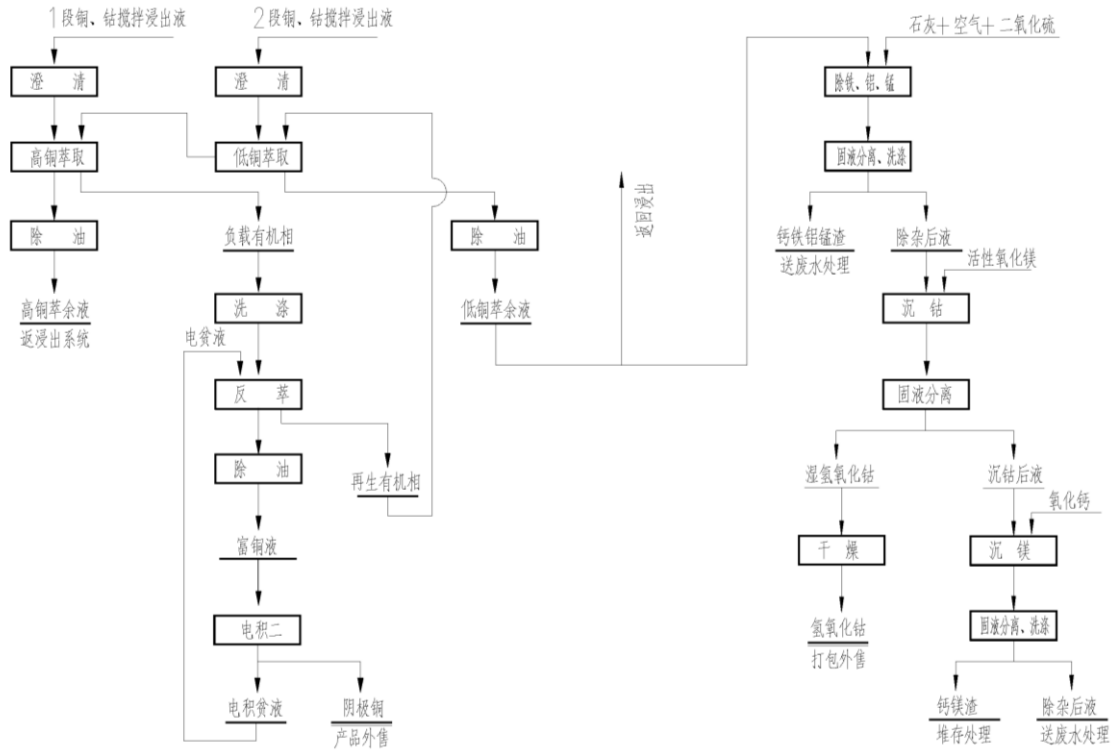 1段铜、钴搅拌浸出液
2段铜、钴搅拌浸出液
石灰+空气+二氧化硫
澄 清
澄 清
除铁、铝、锰
高铜萃取
低铜萃取
固液分离、洗涤
返回浸出
除 油
负载有机相
除 油
钙铁铝锰渣
送废水处理
除杂后液
活性氧化镁
高铜萃余液
返浸出系统
洗 涤
低铜萃余液
沉 钴
电贫液
反 萃
固液分离
除 油
再生有机相
湿氢氧化钴
沉钴后液
氧化钙
富铜液
干 燥
沉 镁
电积二
氢氧化钴
打包外售
固液分离、洗涤
电积贫液
阴极铜
产品外售
钙镁渣
堆存处理
除杂后液
送废水处理